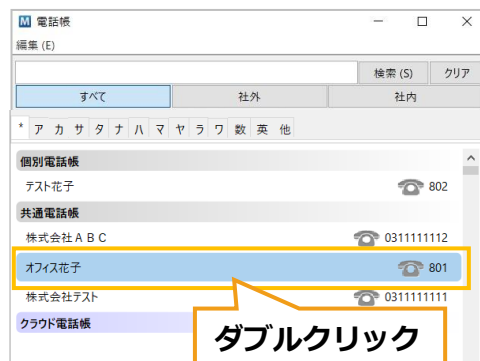 電話帳
編集 (E)
検索 (S) クリア
すべて 社外 社内
* ア カ サ タ ナ ハ マ ヤ ラ ワ 数 英 他
個別電話帳
テスト花子 802
共通電話帳
株式会社ＡＢＣ 0311111112
オフィス花子 801
株式会社テスト 0311111111
クラウド電話帳
ダブルクリック